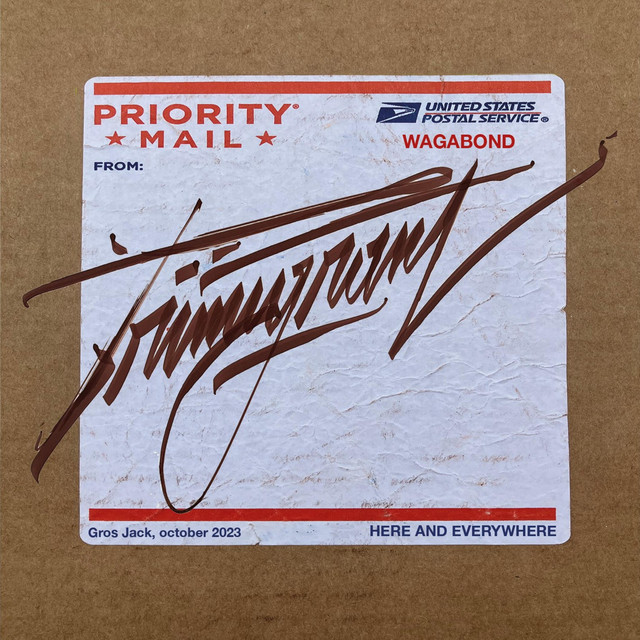 PRIORITY®
★ MAIL ★
UNITED STATES
POSTAL SERVICE®
WAGABOND
FROM:
Gros Jack, october 2023
HERE AND EVERYWHERE